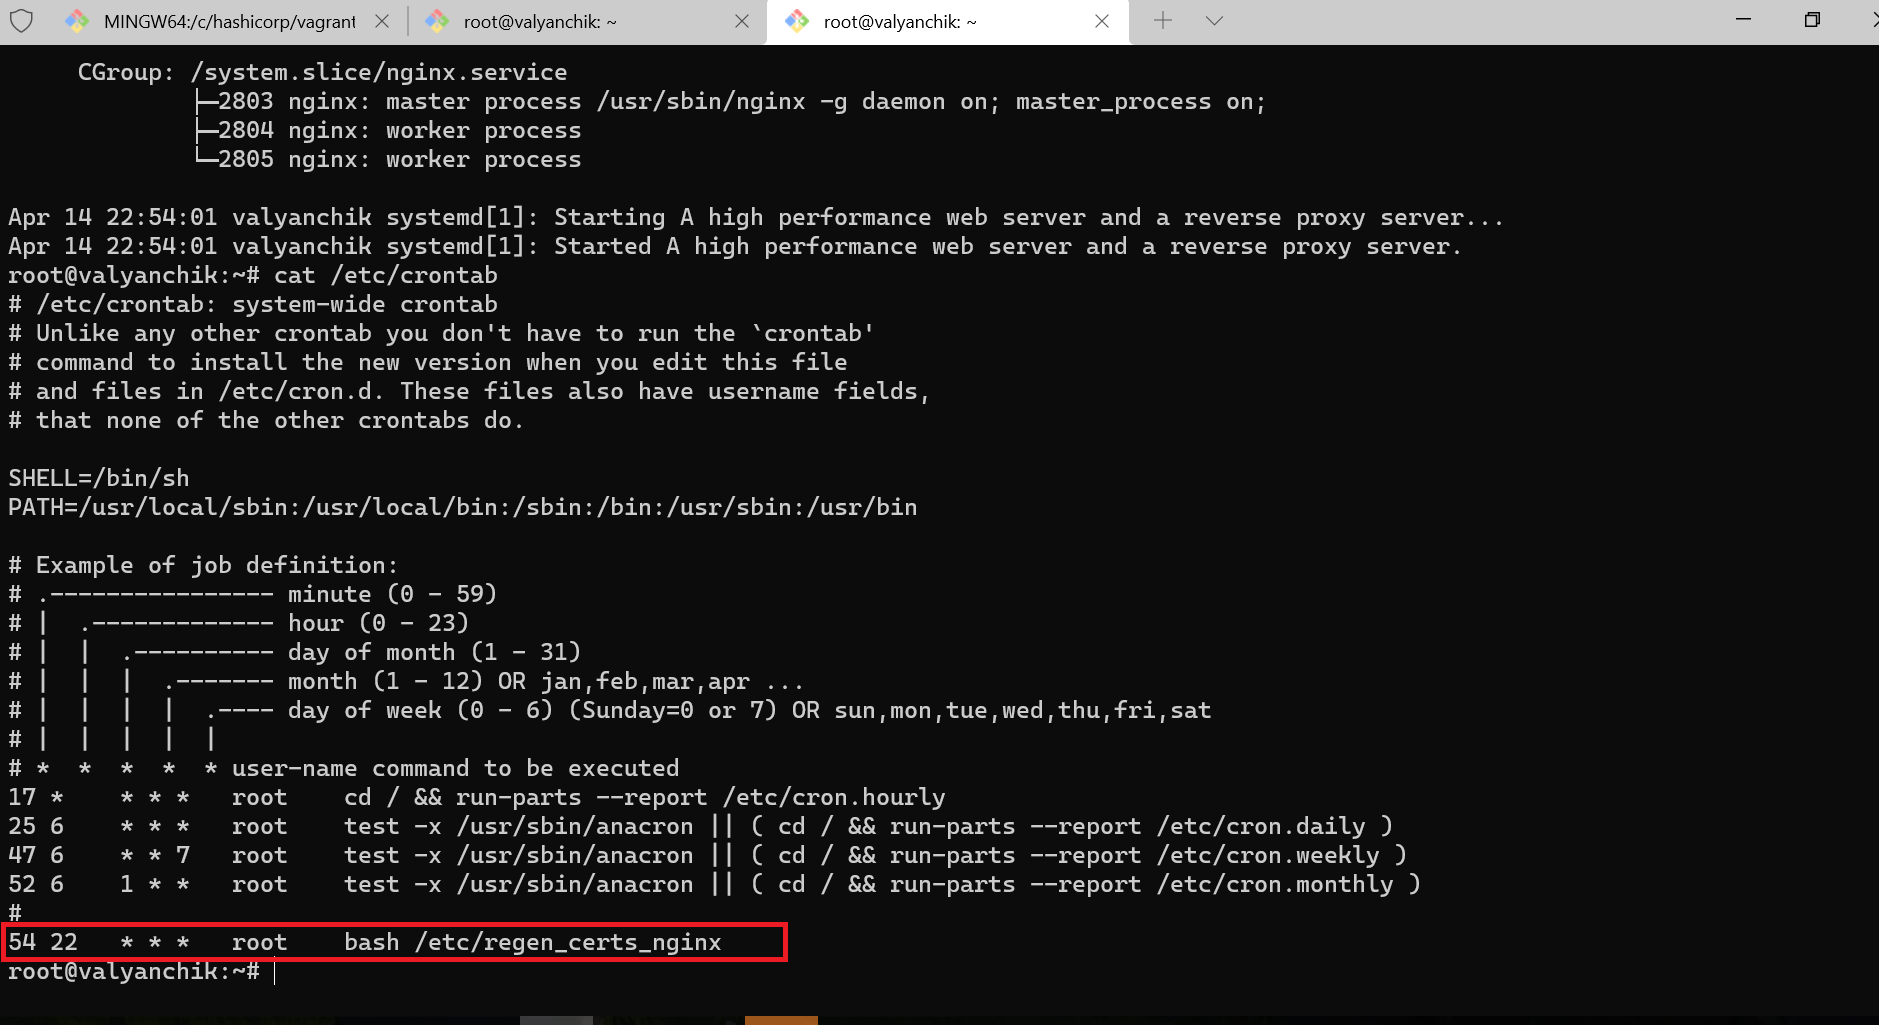 MINGW64:/c/hashicorp/vagrant
root@valyanchik: ~
root@valyanchik: ~
CGroup: /system.slice/nginx.service
├─2803 nginx: master process /usr/sbin/nginx -g daemon on; master_process on;
├─2804 nginx: worker process
└─2805 nginx: worker process
Apr 14 22:54:01 valyanchik systemd[1]: Starting A high performance web server and a reverse proxy server...
Apr 14 22:54:01 valyanchik systemd[1]: Started A high performance web server and a reverse proxy server.
root@valyanchik:~# cat /etc/crontab
# /etc/crontab: system-wide crontab
# Unlike any other crontab you don't have to run the `crontab'
# command to install the new version when you edit this file
# and files in /etc/cron.d. These files also have username fields,
# that none of the other crontabs do.
SHELL=/bin/sh
PATH=/usr/local/sbin:/usr/local/bin:/sbin:/bin:/usr/sbin:/usr/bin
# Example of job definition:
# .---------------- minute (0 - 59)
# |  .------------- hour (0 - 23)
# |  |  .---------- day of month (1 - 31)
# |  |  |  .------- month (1 - 12) OR jan,feb,mar,apr ...
# |  |  |  |  .---- day of week (0 - 6) (Sunday=0 or 7) OR sun,mon,tue,wed,thu,fri,sat
# |  |  |  |  |
# *  *  *  *  * user-name command to be executed
17 *    * * *   root    cd / && run-parts --report /etc/cron.hourly
25 6    * * *   root    test -x /usr/sbin/anacron || ( cd / && run-parts --report /etc/cron.daily )
47 6    * * 7   root    test -x /usr/sbin/anacron || ( cd / && run-parts --report /etc/cron.weekly )
52 6    1 * *   root    test -x /usr/sbin/anacron || ( cd / && run-parts --report /etc/cron.monthly )
#
54 22   * * *   root    bash /etc/regen_certs_nginx
root@valyanchik:~#